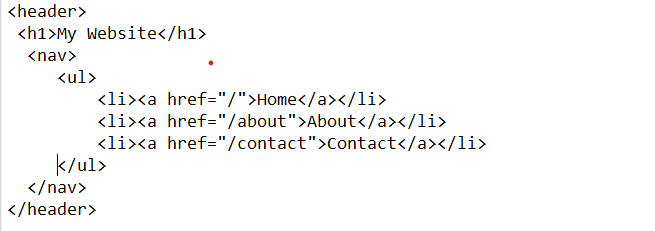 <header>
 <h1>My Website</h1>
  <nav>
     <ul>
         <li><a href="/">Home</a></li>
         <li><a href="/about">About</a></li>
         <li><a href="/contact">Contact</a></li>
     </ul>
  </nav>
</header>